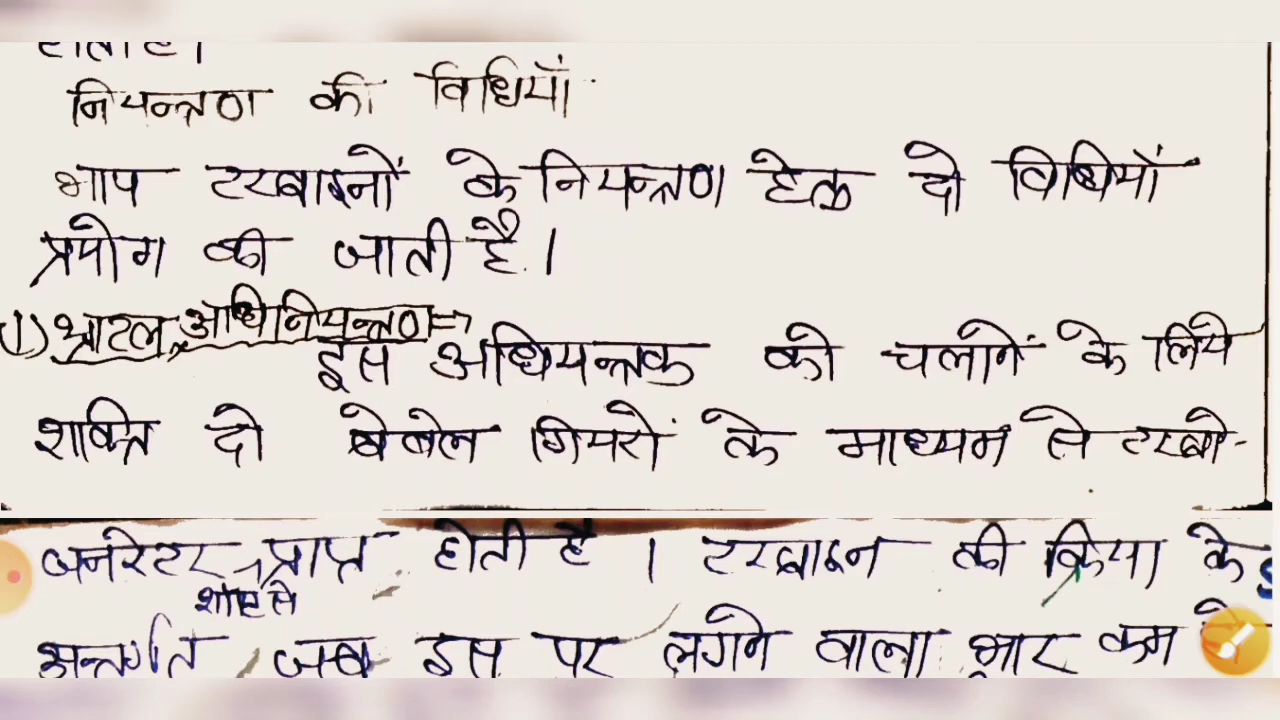 होता है।
नियन्त्रण की विधियाँ
भाप टरबाइनों के नियन्त्रण हेतु दो विधियाँ
प्रयोग की जाती है।
1) थ्राटल अधिनियन्त्रण⇒
इस अधियन्त्रक को चलाने के लिये
शक्ति दो बेबेल गियरों के माध्यम से टरबो-
जनरेटर प्राप्त होती है । टरबाइन की क्रिया के
शाफ्ट से
अन्तर्गत जब इस पर लगने वाला भार कम